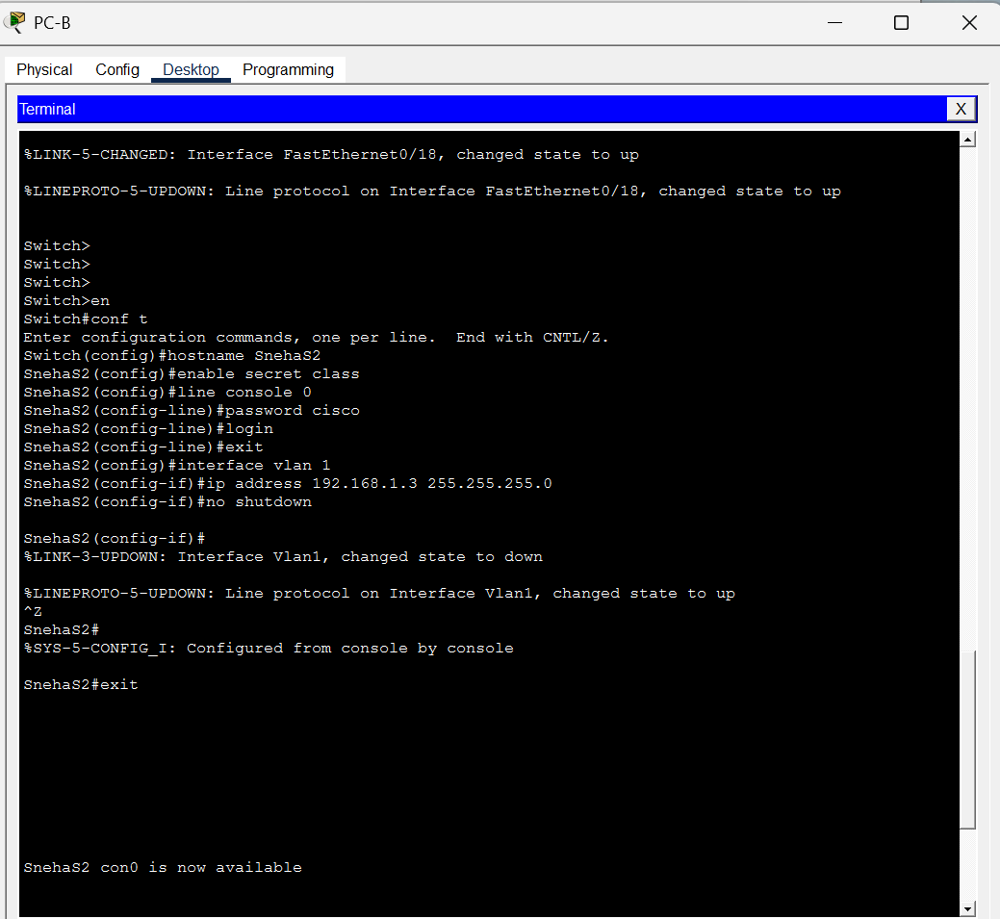 PC-B
Physical Config Desktop Programming
Terminal X
%LINK-5-CHANGED: Interface FastEthernet0/18, changed state to up
%LINEPROTO-5-UPDOWN: Line protocol on Interface FastEthernet0/18, changed state to up
Switch>
Switch>
Switch>
Switch>en
Switch#conf t
Enter configuration commands, one per line.  End with CNTL/Z.
Switch(config)#hostname SnehaS2
SnehaS2(config)#enable secret class
SnehaS2(config)#line console 0
SnehaS2(config-line)#password cisco
SnehaS2(config-line)#login
SnehaS2(config-line)#exit
SnehaS2(config)#interface vlan 1
SnehaS2(config-if)#ip address 192.168.1.3 255.255.255.0
SnehaS2(config-if)#no shutdown
SnehaS2(config-if)#
%LINK-3-UPDOWN: Interface Vlan1, changed state to down
%LINEPROTO-5-UPDOWN: Line protocol on Interface Vlan1, changed state to up
^Z
SnehaS2#
%SYS-5-CONFIG_I: Configured from console by console
SnehaS2#exit
SnehaS2 con0 is now available